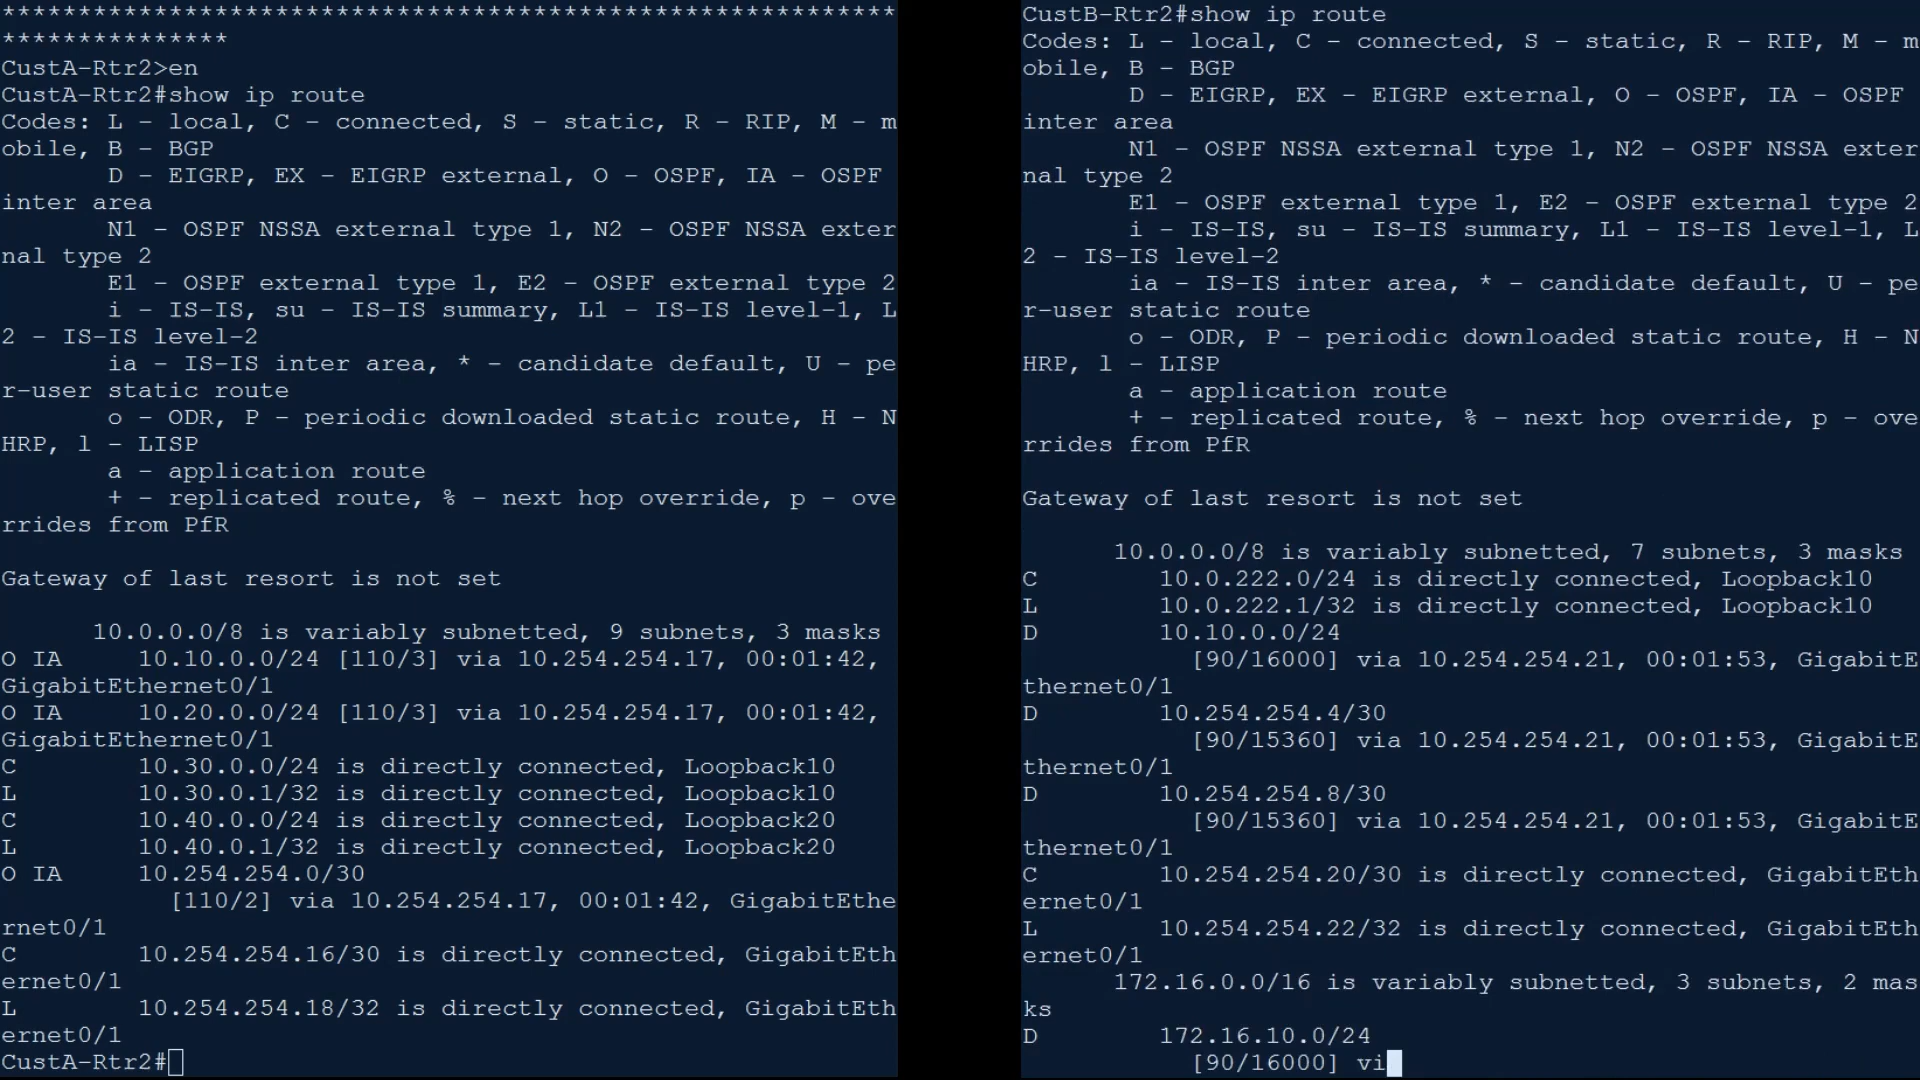 ***********************************************************
***************
CustA-Rtr2>en
CustA-Rtr2#show ip route
Codes: L - local, C - connected, S - static, R - RIP, M - m
obile, B - BGP
       D - EIGRP, EX - EIGRP external, O - OSPF, IA - OSPF
inter area
       N1 - OSPF NSSA external type 1, N2 - OSPF NSSA exter
nal type 2
       E1 - OSPF external type 1, E2 - OSPF external type 2
       i - IS-IS, su - IS-IS summary, L1 - IS-IS level-1, L
2 - IS-IS level-2
       ia - IS-IS inter area, * - candidate default, U - pe
r-user static route
       o - ODR, P - periodic downloaded static route, H - N
HRP, l - LISP
       a - application route
       + - replicated route, % - next hop override, p - ove
rrides from PfR

Gateway of last resort is not set

      10.0.0.0/8 is variably subnetted, 9 subnets, 3 masks
O IA     10.10.0.0/24 [110/3] via 10.254.254.17, 00:01:42,
GigabitEthernet0/1
O IA     10.20.0.0/24 [110/3] via 10.254.254.17, 00:01:42,
GigabitEthernet0/1
C        10.30.0.0/24 is directly connected, Loopback10
L        10.30.0.1/32 is directly connected, Loopback10
C        10.40.0.0/24 is directly connected, Loopback20
L        10.40.0.1/32 is directly connected, Loopback20
O IA     10.254.254.0/30
           [110/2] via 10.254.254.17, 00:01:42, GigabitEthe
rnet0/1
C        10.254.254.16/30 is directly connected, GigabitEth
ernet0/1
L        10.254.254.18/32 is directly connected, GigabitEth
ernet0/1
CustA-Rtr2#
CustB-Rtr2#show ip route
Codes: L - local, C - connected, S - static, R - RIP, M - m
obile, B - BGP
       D - EIGRP, EX - EIGRP external, O - OSPF, IA - OSPF
inter area
       N1 - OSPF NSSA external type 1, N2 - OSPF NSSA exter
nal type 2
       E1 - OSPF external type 1, E2 - OSPF external type 2
       i - IS-IS, su - IS-IS summary, L1 - IS-IS level-1, L
2 - IS-IS level-2
       ia - IS-IS inter area, * - candidate default, U - pe
r-user static route
       o - ODR, P - periodic downloaded static route, H - N
HRP, l - LISP
       a - application route
       + - replicated route, % - next hop override, p - ove
rrides from PfR

Gateway of last resort is not set

      10.0.0.0/8 is variably subnetted, 7 subnets, 3 masks
C        10.0.222.0/24 is directly connected, Loopback10
L        10.0.222.1/32 is directly connected, Loopback10
D        10.10.0.0/24
           [90/16000] via 10.254.254.21, 00:01:53, GigabitE
thernet0/1
D        10.254.254.4/30
           [90/15360] via 10.254.254.21, 00:01:53, GigabitE
thernet0/1
D        10.254.254.8/30
           [90/15360] via 10.254.254.21, 00:01:53, GigabitE
thernet0/1
C        10.254.254.20/30 is directly connected, GigabitEth
ernet0/1
L        10.254.254.22/32 is directly connected, GigabitEth
ernet0/1
      172.16.0.0/16 is variably subnetted, 3 subnets, 2 mas
ks
D        172.16.10.0/24
           [90/16000] vi